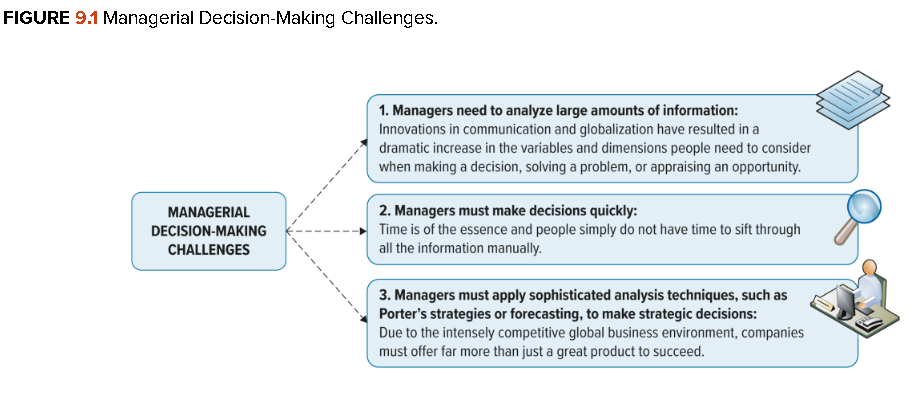 FIGURE 9.1 Managerial Decision-Making Challenges.
MANAGERIAL
DECISION-MAKING
CHALLENGES
1. Managers need to analyze large amounts of information:
Innovations in communication and globalization have resulted in a
dramatic increase in the variables and dimensions people need to consider
when making a decision, solving a problem, or appraising an opportunity.
2. Managers must make decisions quickly:
Time is of the essence and people simply do not have time to sift through
all the information manually.
3. Managers must apply sophisticated analysis techniques, such as
Porter's strategies or forecasting, to make strategic decisions:
Due to the intensely competitive global business environment, companies
must offer far more than just a great product to succeed.